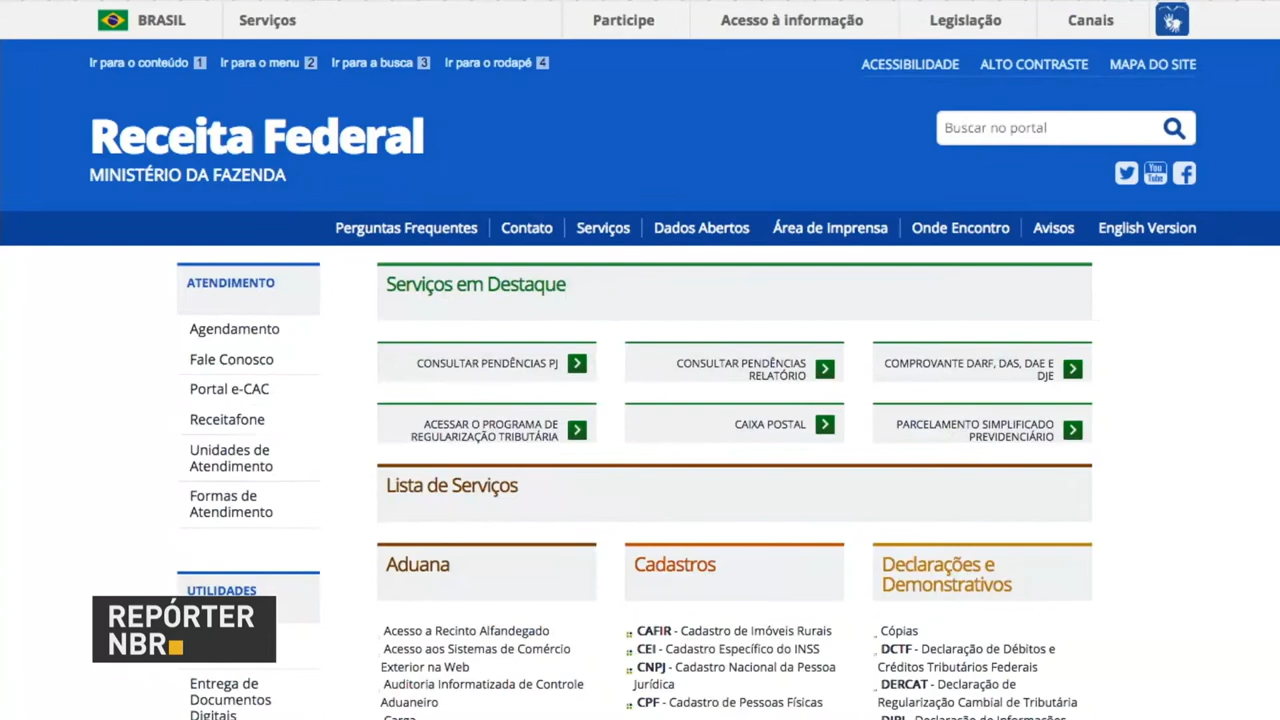 BRASIL
Serviços
Participe
Acesso à informação
Legislação
Canais
Ir para o conteúdo 1
Ir para o menu 2
Ir para a busca 3
Ir para o rodapé 4
ACESSIBILIDADE
ALTO CONTRASTE
MAPA DO SITE
Receita Federal
MINISTÉRIO DA FAZENDA
Buscar no portal
You
Tube
Perguntas Frequentes
Contato
Serviços
Dados Abertos
Área de Imprensa
Onde Encontro
Avisos
English Version
ATENDIMENTO
Agendamento
Fale Conosco
Portal e-CAC
Receitafone
Unidades de
Atendimento
Formas de
Atendimento
UTILIDADES
REPÓRTER
NBR
Entrega de
Documentos
Digitais
Serviços em Destaque
CONSULTAR PENDÊNCIAS PJ
CONSULTAR PENDÊNCIAS
RELATÓRIO
COMPROVANTE DARF, DAS, DAE E
DJE
ACESSAR O PROGRAMA DE
REGULARIZAÇÃO TRIBUTÁRIA
CAIXA POSTAL
PARCELAMENTO SIMPLIFICADO
PREVIDENCIÁRIO
Lista de Serviços
Aduana
Acesso a Recinto Alfandegado
Acesso aos Sistemas de Comércio
Exterior na Web
Auditoria Informatizada de Controle
Aduaneiro
Carga
Cadastros
CAFIR - Cadastro de Imóveis Rurais
CEI - Cadastro Específico do INSS
CNPJ - Cadastro Nacional da Pessoa
Jurídica
CPF - Cadastro de Pessoas Físicas
Declarações e
Demonstrativos
Cópias
DCTF - Declaração de Débitos e
Créditos Tributários Federais
DERCAT - Declaração de
Regularização Cambial de Tributária
DIRL - Declaração de Informações